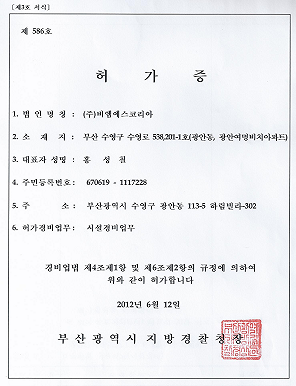 [제3호 서식]
제 586호
허 가 증
1. 법 인 명 칭 : (주)비엠에스코리아
2. 소 재 지 : 부산 수영구 수영로 538,201-1호(광안동, 광안여명비치아파트)
3. 대표자 성명 : 홍 성 철
4. 주민등록번호 : 670619 - 1117228
5. 주 소 : 부산광역시 수영구 광안동 113-5 하림빌라-302
6. 허가경비업무: 시설경비업무
경비업법 제4조제1항 및 제6조제2항의 규정에 의하여
위와 같이 허가합니다
2012년 6월 12일
부산광역시지방경찰청장